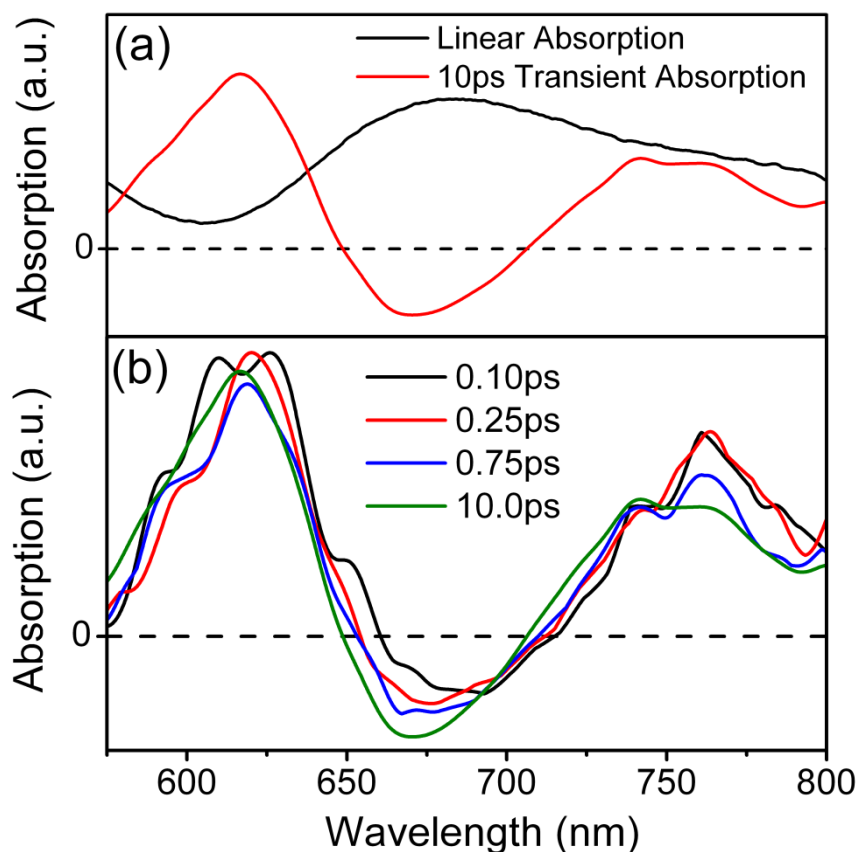 (a)
Linear Absorption
10ps Transient Absorption
Absorption (a.u.)
0
(b)
0.10ps
0.25ps
0.75ps
10.0ps
Absorption (a.u.)
0
600 650 700 750 800
Wavelength (nm)